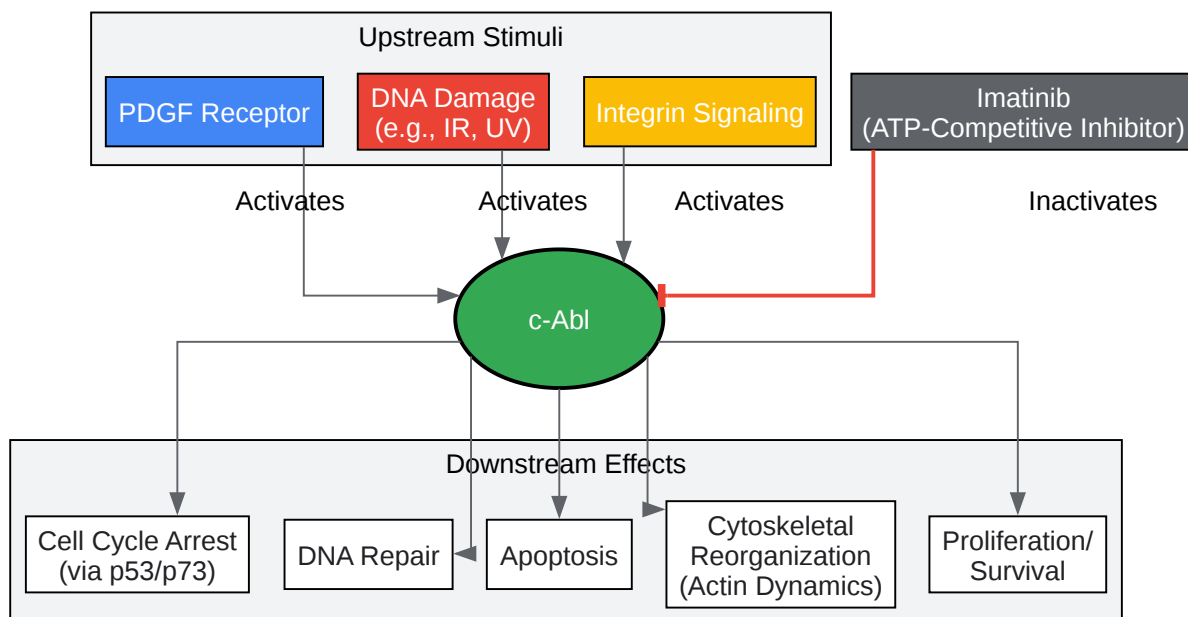 Upstream Stimuli
PDGF Receptor
DNA Damage
(e.g., IR, UV)
Integrin Signaling
Imatinib
(ATP-Competitive Inhibitor)
Activates
Activates
Activates
Inactivates
c-Abl
Downstream Effects
Cell Cycle Arrest
(via p53/p73)
DNA Repair
Apoptosis
Cytoskeletal
Reorganization
(Actin Dynamics)
Proliferation/
Survival